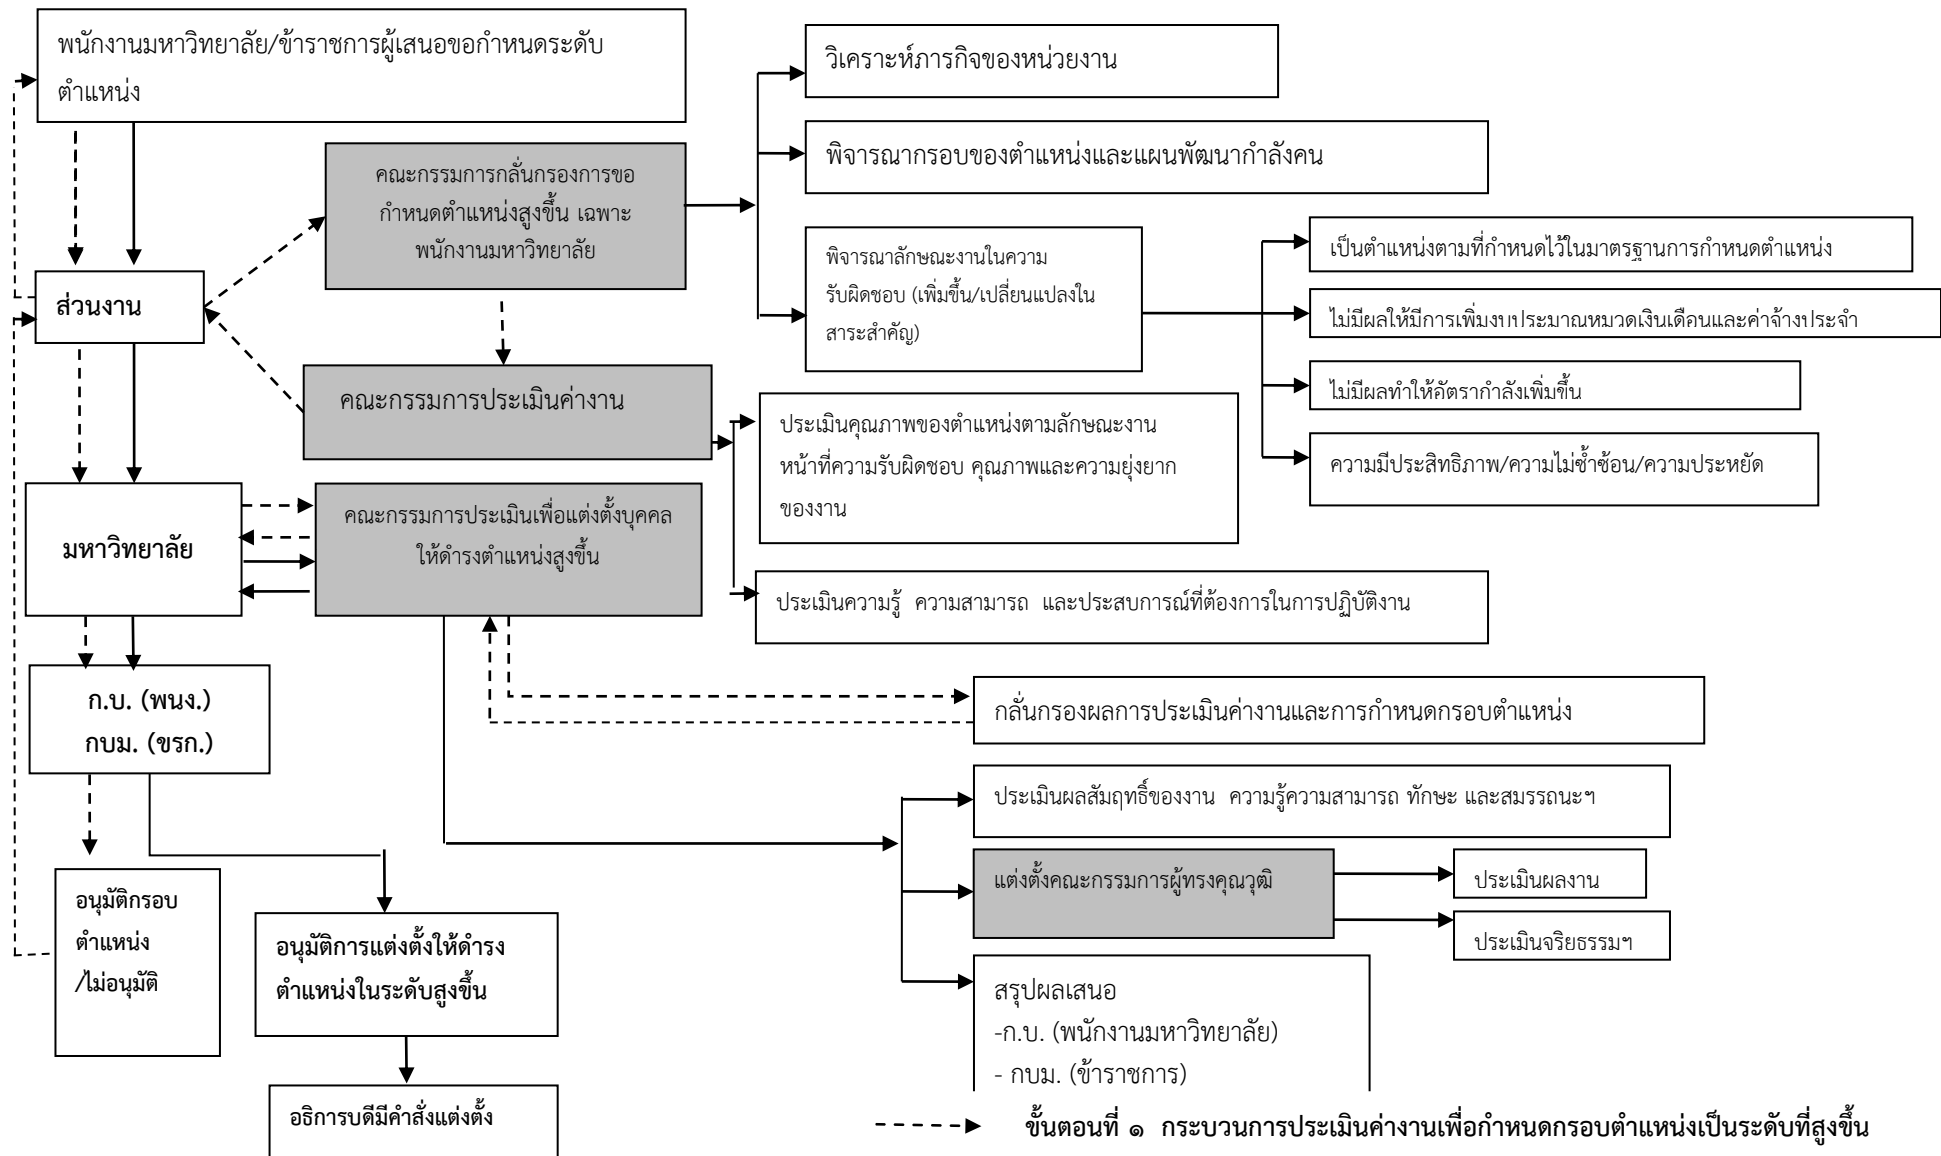 พนักงานมหาวิทยาลัย/ข้าราชการผู้เสนอขอกำหนดระดับ
ตำแหน่ง
วิเคราะห์ภารกิจของหน่วยงาน
พิจารณากรอบของตำแหน่งและแผนพัฒนากำลังคน
คณะกรรมการกลั่นกรองการขอ
กำหนดตำแหน่งสูงขึ้น เฉพาะ
พนักงานมหาวิทยาลัย
พิจารณาลักษณะงานในความ
รับผิดชอบ (เพิ่มขึ้น/เปลี่ยนแปลงใน
สาระสำคัญ)
เป็นตำแหน่งตามที่กำหนดไว้ในมาตรฐานการกำหนดตำแหน่ง
ไม่มีผลให้มีการเพิ่มงบประมาณหมวดเงินเดือนและค่าจ้างประจำ
ไม่มีผลทำให้อัตรากำลังเพิ่มขึ้น
ความมีประสิทธิภาพ/ความไม่ซ้ำซ้อน/ความประหยัด
ส่วนงาน
คณะกรรมการประเมินค่างาน
ประเมินคุณภาพของตำแหน่งตามลักษณะงาน
หน้าที่ความรับผิดชอบ คุณภาพและความยุ่งยาก
ของงาน
มหาวิทยาลัย
คณะกรรมการประเมินเพื่อแต่งตั้งบุคคล
ให้ดำรงตำแหน่งสูงขึ้น
ประเมินความรู้ ความสามารถ และประสบการณ์ที่ต้องการในการปฏิบัติงาน
ก.บ. (พนง.)
กบม. (ขรก.)
กลั่นกรองผลการประเมินค่างานและการกำหนดกรอบตำแหน่ง
ประเมินผลสัมฤทธิ์ของงาน ความรู้ความสามารถ ทักษะ และสมรรถนะฯ
แต่งตั้งคณะกรรมการผู้ทรงคุณวุฒิ
ประเมินผลงาน
ประเมินจริยธรรมฯ
อนุมัติกรอบ
ตำแหน่ง
/ไม่อนุมัติ
อนุมัติการแต่งตั้งให้ดำรง
ตำแหน่งในระดับสูงขึ้น
สรุปผลเสนอ
-ก.บ. (พนักงานมหาวิทยาลัย)
- กบม. (ข้าราชการ)
อธิการบดีมีคำสั่งแต่งตั้ง
ขั้นตอนที่ ๑ กระบวนการประเมินค่างานเพื่อกำหนดกรอบตำแหน่งเป็นระดับที่สูงขึ้น